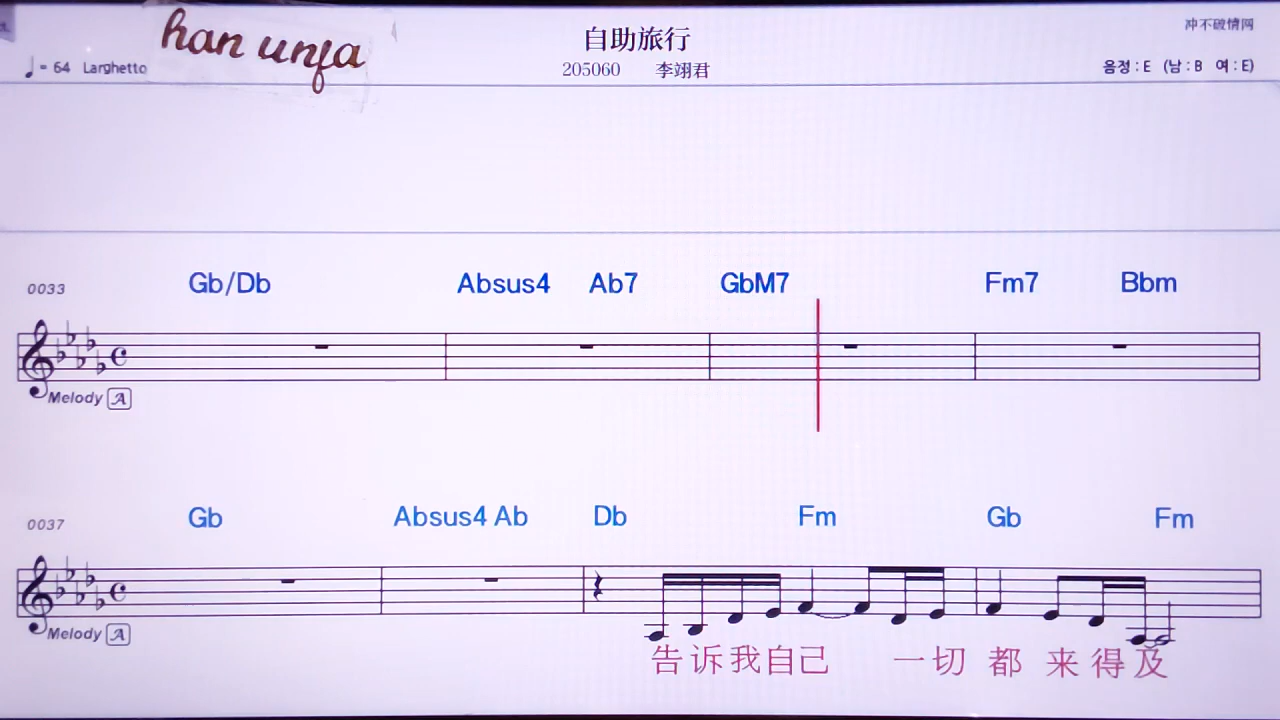 han unfa
自助旅行
冲不破情网
♩= 64 Larghetto
205060 李翊君
음정 : E (남 : B 여 : E)
0033 Gb/Db Absus4 Ab7 GbM7 Fm7 Bbm
Melody A
0037 Gb Absus4 Ab Db Fm Gb Fm
Melody A
告诉我自己 一切都来得及